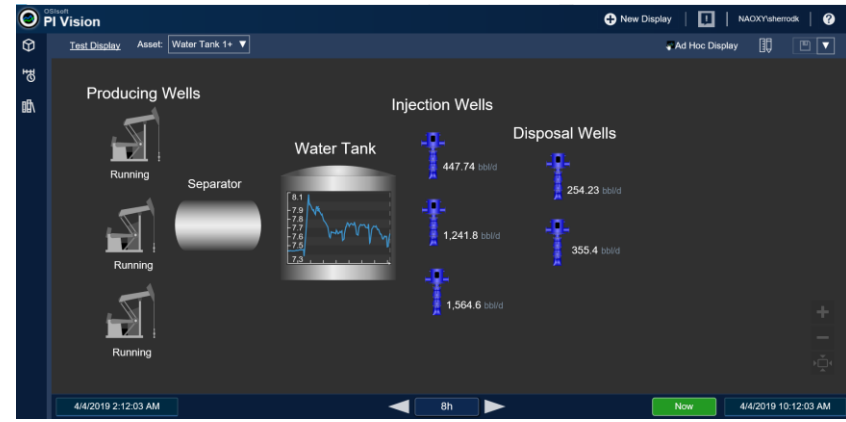 OSIsoft
PI Vision
New Display
NAOXY\sherrodk
?
Test Display
Asset:
Water Tank 1+
Ad Hoc Display
Producing Wells
Running
Running
Running
Separator
Water Tank
8.1
7.9
7.8
7.7
7.6
7.5
7.3
Injection Wells
447.74 bbl/d
1,241.8 bbl/d
1,564.6 bbl/d
Disposal Wells
254.23 bbl/d
355.4 bbl/d
4/4/2019 2:12:03 AM
8h
Now
4/4/2019 10:12:03 AM